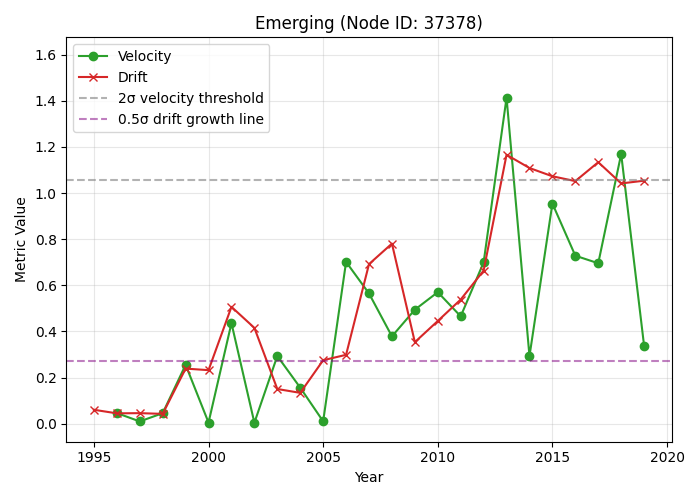 Emerging (Node ID: 37378)
Velocity
Drift
2σ velocity threshold
0.5σ drift growth line
Metric Value
1.6
1.4
1.2
1.0
0.8
0.6
0.4
0.2
0.0
1995 2000 2005 2010 2015 2020
Year